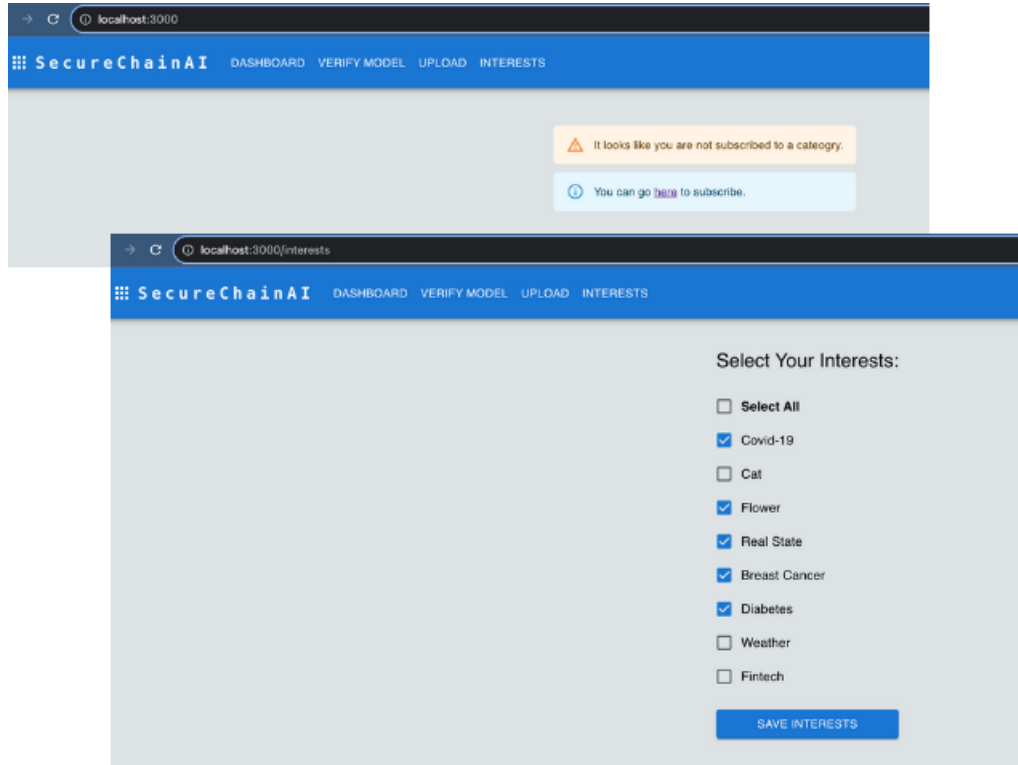 localhost:3000
SecureChainAI DASHBOARD VERIFY MODEL UPLOAD INTERESTS
It looks like you are not subscribed to a cateogry.
You can go here to subscribe.
localhost:3000/interests
SecureChainAI DASHBOARD VERIFY MODEL UPLOAD INTERESTS
Select Your Interests:
Select All
Covid-19
Cat
Flower
Real State
Breast Cancer
Diabetes
Weather
Fintech
SAVE INTERESTS